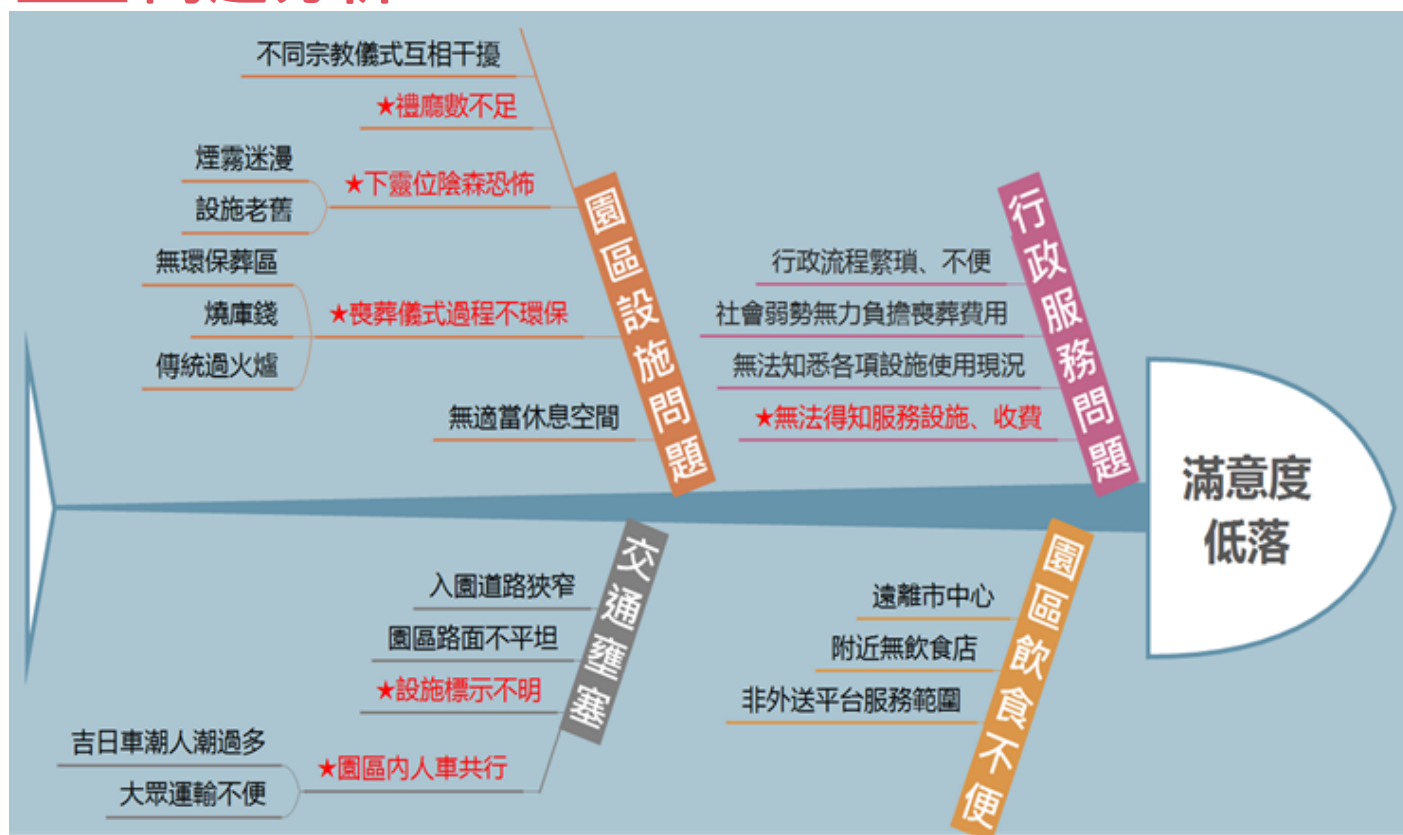 不同宗教儀式互相干擾
★禮廳數不足
煙霧迷漫
設施老舊
★下靈位陰森恐怖
無環保葬區
燒庫錢
傳統過火爐
★喪葬儀式過程不環保
無適當休息空間
園區設施問題
行政流程繁瑣、不便
社會弱勢無力負擔喪葬費用
無法知悉各項設施使用現況
★無法得知服務設施、收費
行政服務問題
滿意度
低落
入園道路狹窄
園區路面不平坦
★設施標示不明
吉日車潮人潮過多
大眾運輸不便
★園區內人車共行
交通壅塞
遠離市中心
附近無飲食店
非外送平台服務範圍
園區飲食不便